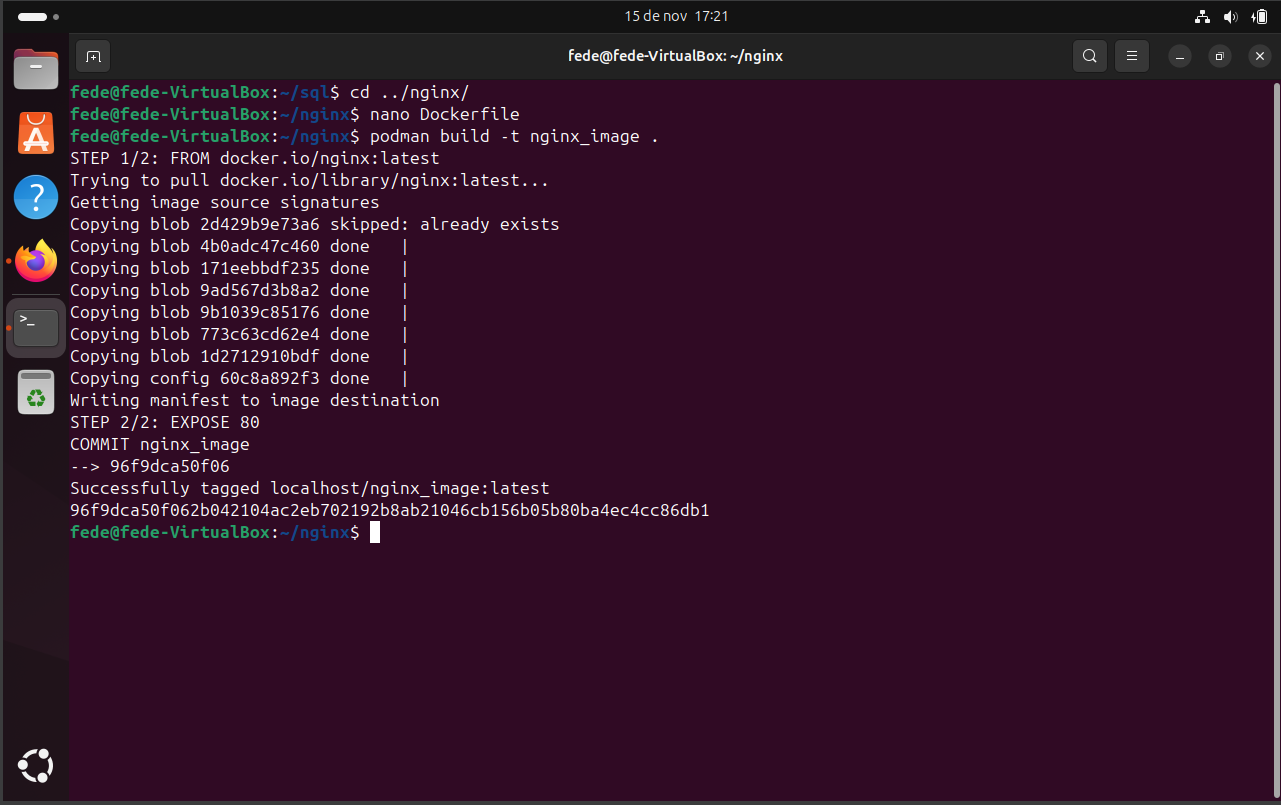 15 de nov 17:21
fede@fede-VirtualBox: ~/nginx
fede@fede-VirtualBox:~/sql$ cd ../nginx/
fede@fede-VirtualBox:~/nginx$ nano Dockerfile
fede@fede-VirtualBox:~/nginx$ podman build -t nginx_image .
STEP 1/2: FROM docker.io/nginx:latest
Trying to pull docker.io/library/nginx:latest...
Getting image source signatures
Copying blob 2d429b9e73a6 skipped: already exists
Copying blob 4b0adc47c460 done   |
Copying blob 171eebbdf235 done   |
Copying blob 9ad567d3b8a2 done   |
Copying blob 9b1039c85176 done   |
Copying blob 773c63cd62e4 done   |
Copying blob 1d2712910bdf done   |
Copying config 60c8a892f3 done   |
Writing manifest to image destination
STEP 2/2: EXPOSE 80
COMMIT nginx_image
--> 96f9dca50f06
Successfully tagged localhost/nginx_image:latest
96f9dca50f062b042104ac2eb702192b8ab21046cb156b05b80ba4ec4cc86db1
fede@fede-VirtualBox:~/nginx$